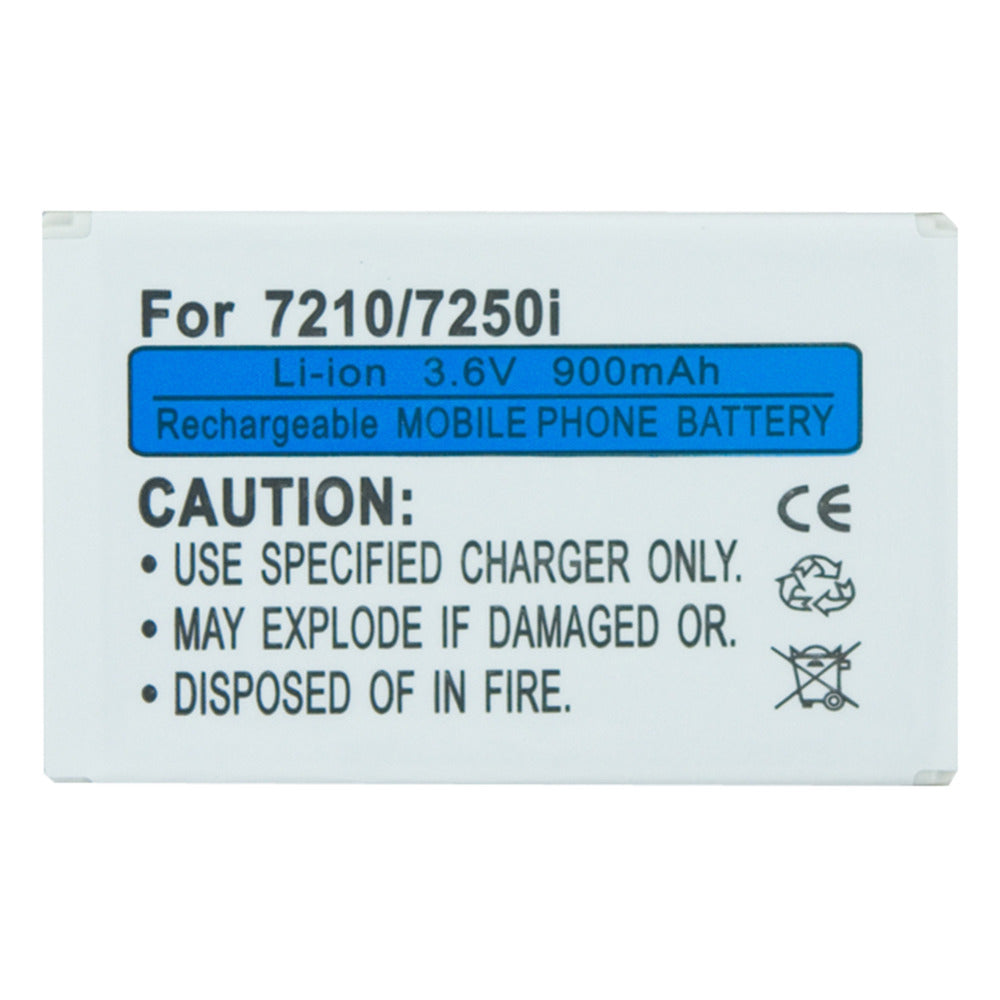 For 7210/7250i
Li-ion 3.6V 900mAh
Rechargeable MOBILE PHONE BATTERY
CAUTION:
• USE SPECIFIED CHARGER ONLY.
• MAY EXPLODE IF DAMAGED OR.
• DISPOSED OF IN FIRE.
CE